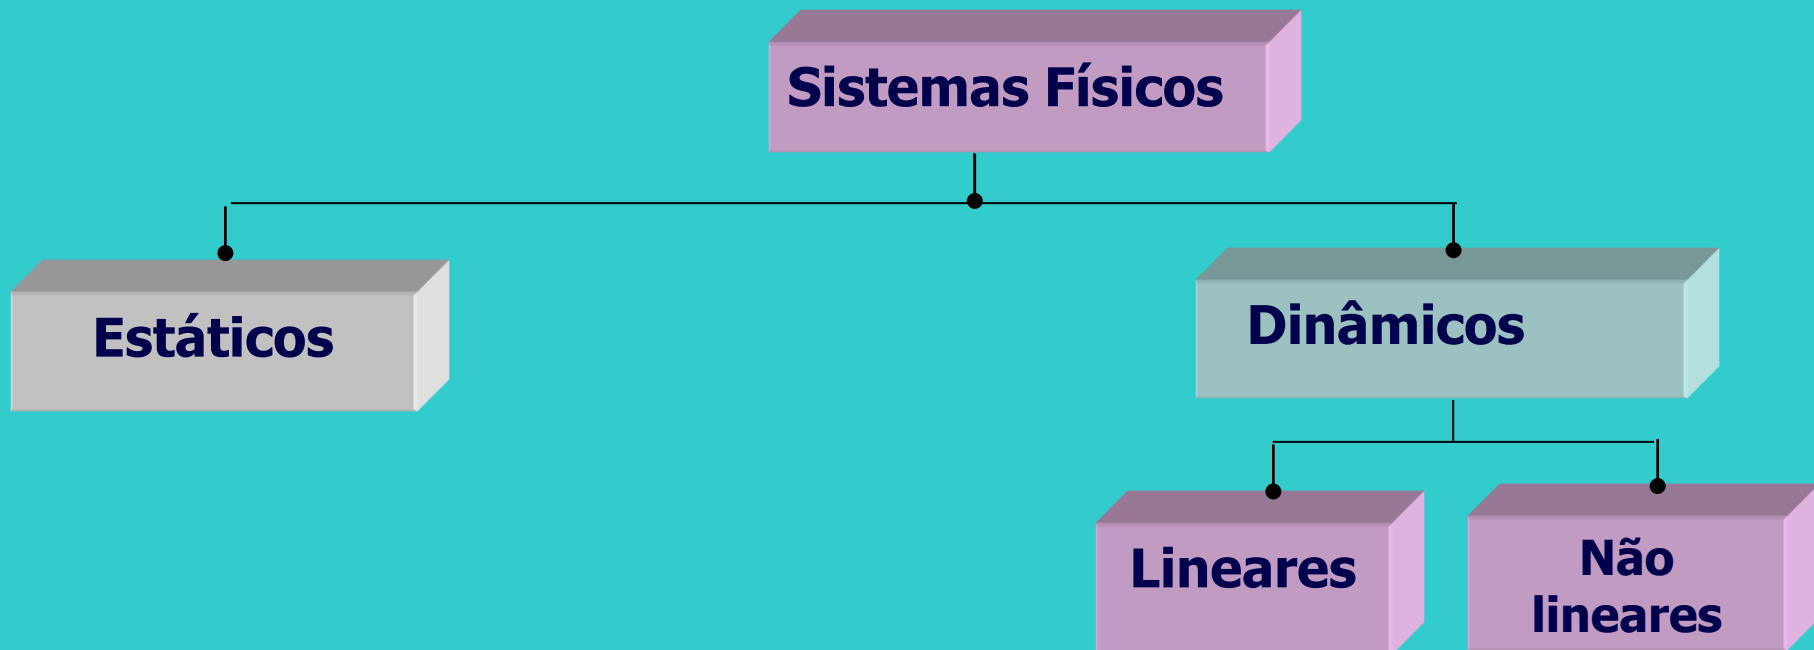 Sistemas Físicos
Estáticos
Dinâmicos
Lineares
Não
lineares